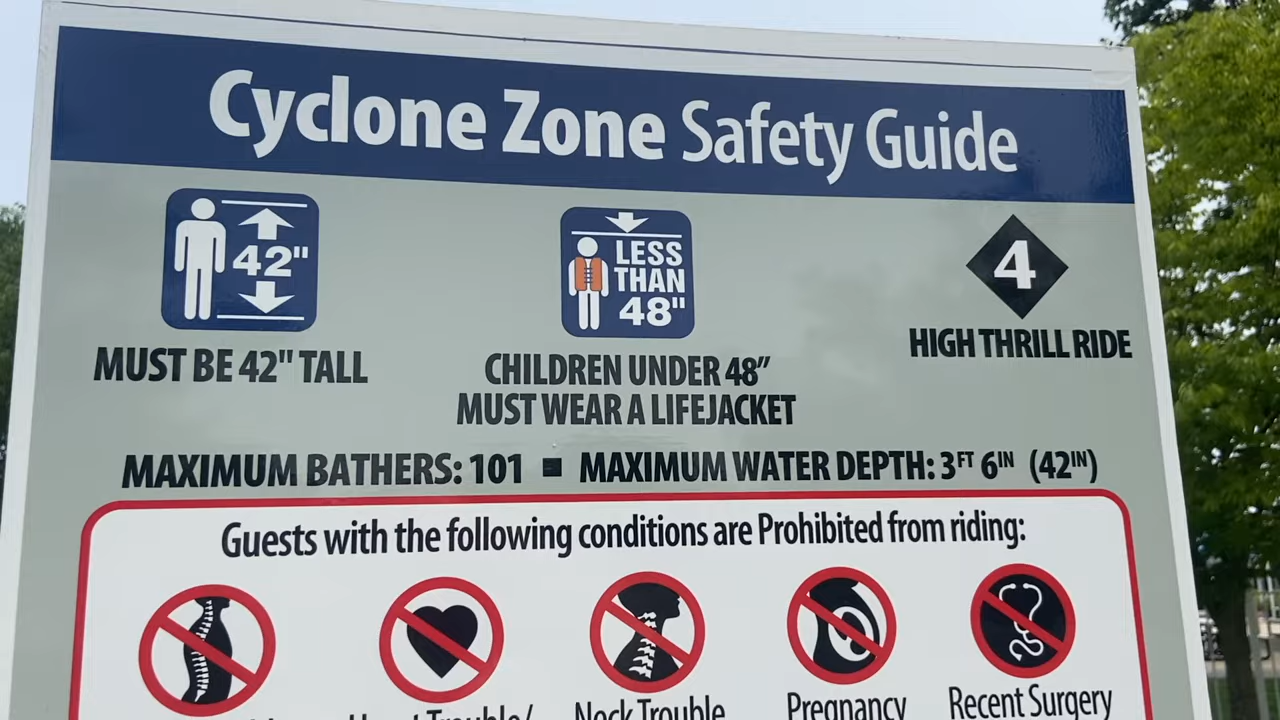 Cyclone Zone Safety Guide
42"
LESS
THAN
48"
4
MUST BE 42" TALL
CHILDREN UNDER 48"
MUST WEAR A LIFEJACKET
HIGH THRILL RIDE
MAXIMUM BATHERS: 101 ■ MAXIMUM WATER DEPTH: 3FT 6IN (42IN)
Guests with the following conditions are Prohibited from riding:
Heart Trouble/
Neck Trouble
Pregnancy
Recent Surgery